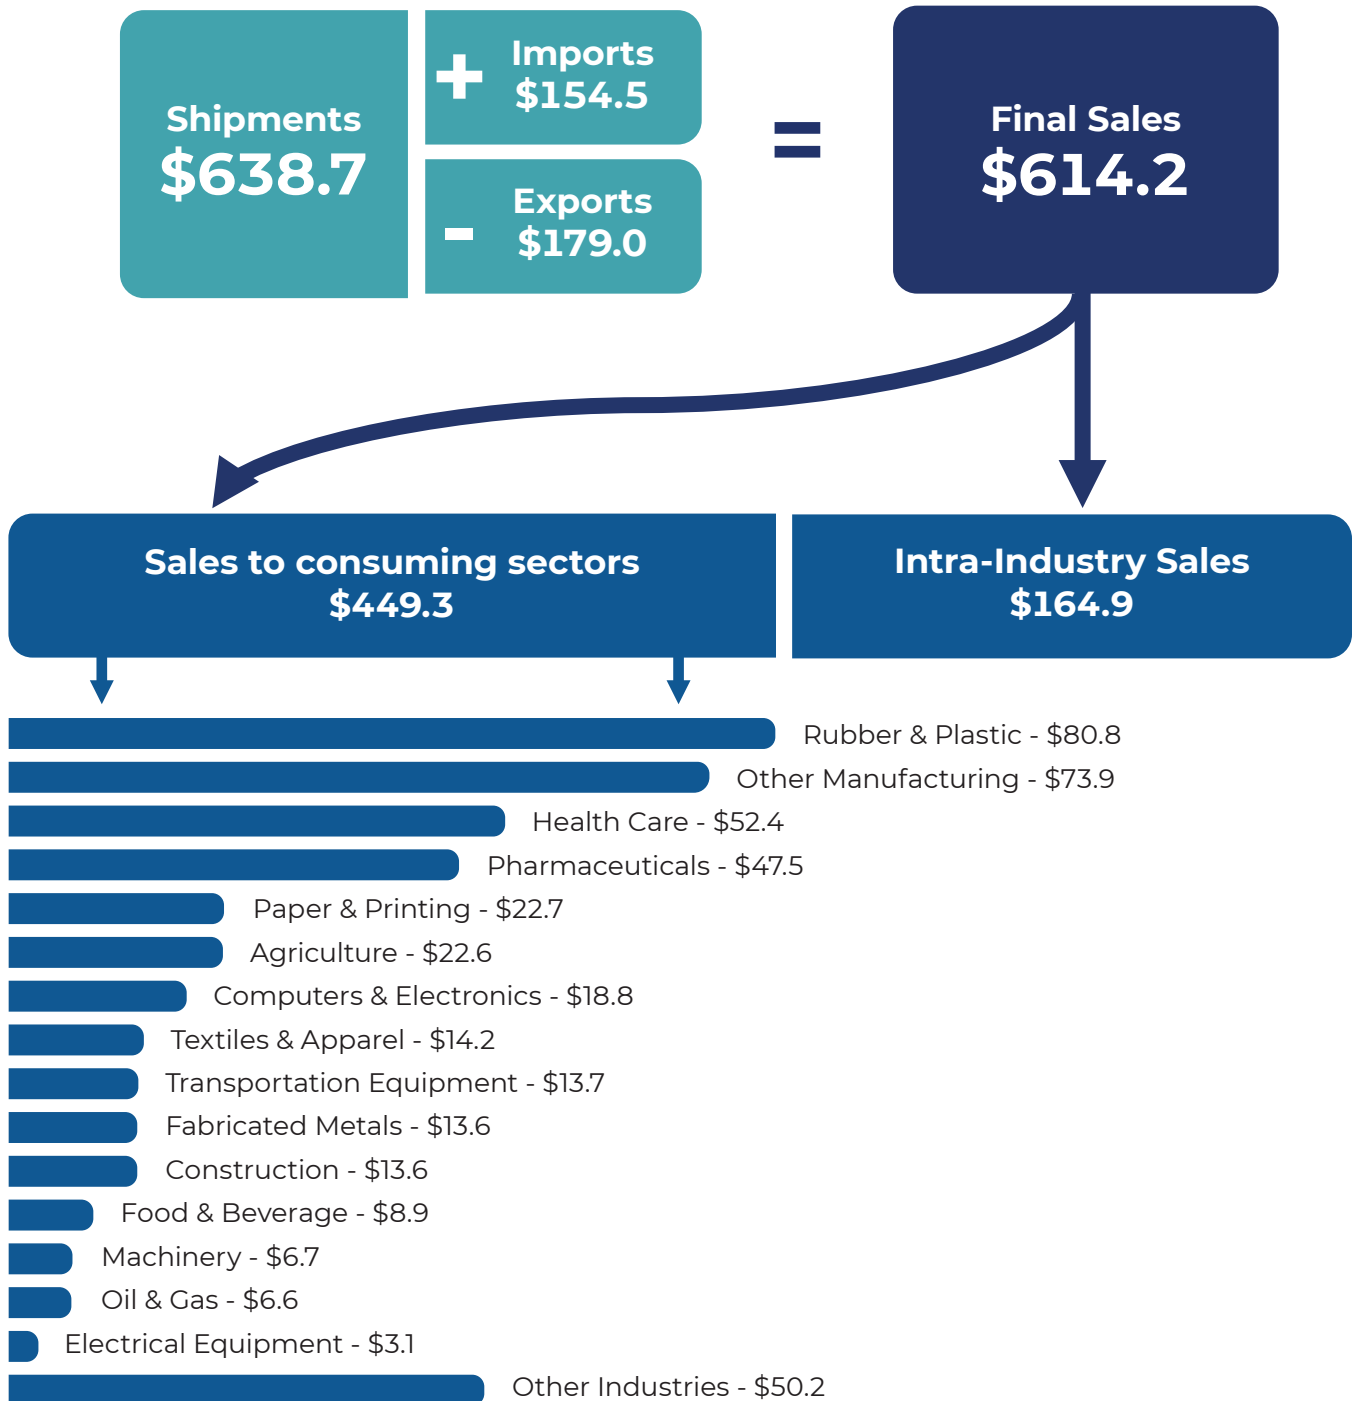 Shipments
$638.7
+
Imports
$154.5
-
Exports
$179.0
=
Final Sales
$614.2
Sales to consuming sectors
$449.3
Intra-Industry Sales
$164.9
Rubber & Plastic - $80.8
Other Manufacturing - $73.9
Health Care - $52.4
Pharmaceuticals - $47.5
Paper & Printing - $22.7
Agriculture - $22.6
Computers & Electronics - $18.8
Textiles & Apparel - $14.2
Transportation Equipment - $13.7
Fabricated Metals - $13.6
Construction - $13.6
Food & Beverage - $8.9
Machinery - $6.7
Oil & Gas - $6.6
Electrical Equipment - $3.1
Other Industries - $50.2